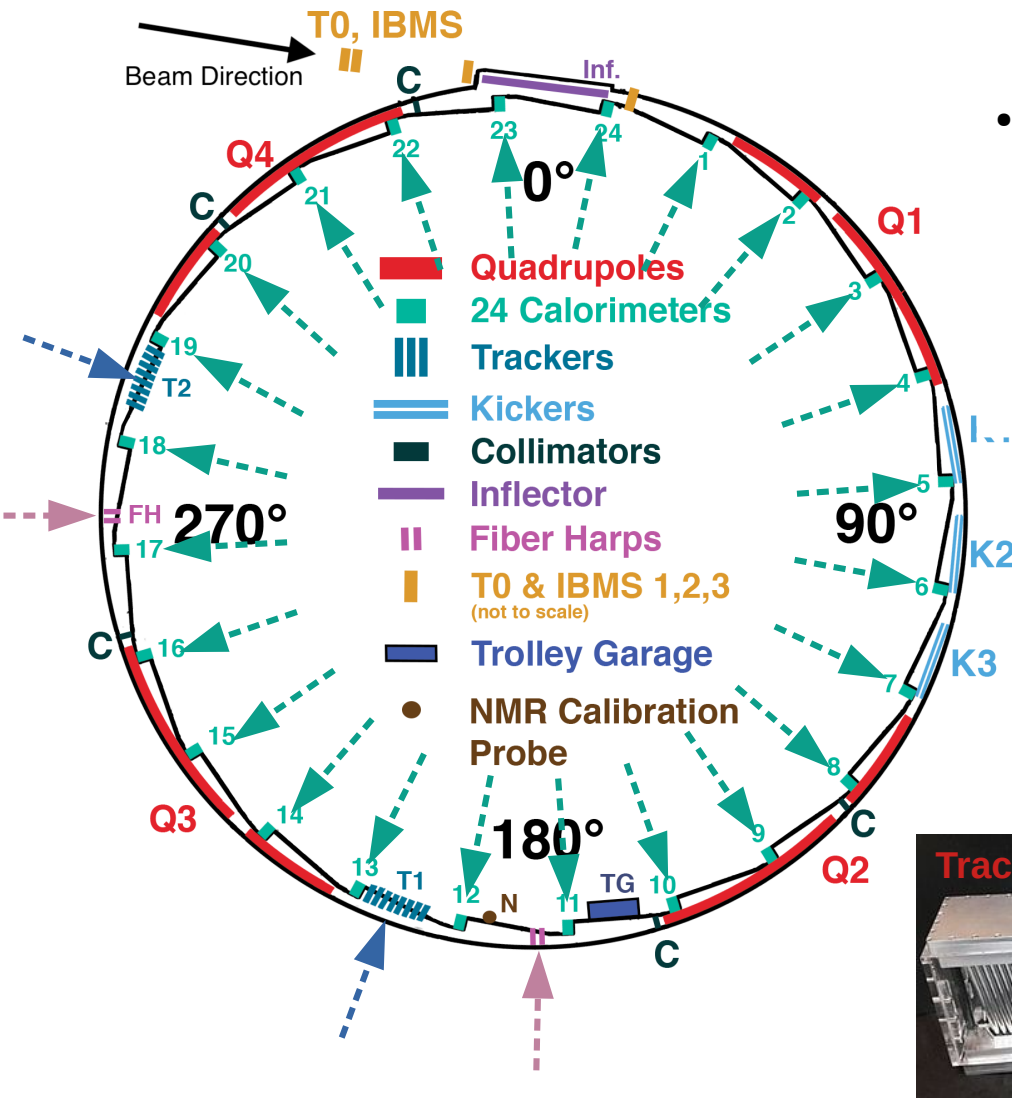 T0, IBMS
Beam Direction
C
Inf.
23
24
22
1
Q4
0°
21
2
Q1
C
20
3
Quadrupoles
24 Calorimeters
19
T2
Trackers
4
Kickers
18
Collimators
5
Inflector
FH
270°
90°
17
Fiber Harps
K2
T0 & IBMS 1,2,3
(not to scale)
6
C
16
Trolley Garage
K3
7
15
NMR Calibration
Probe
8
14
Q3
C
9
180°
Q2
13
T1
12
N
11
TG
10
C